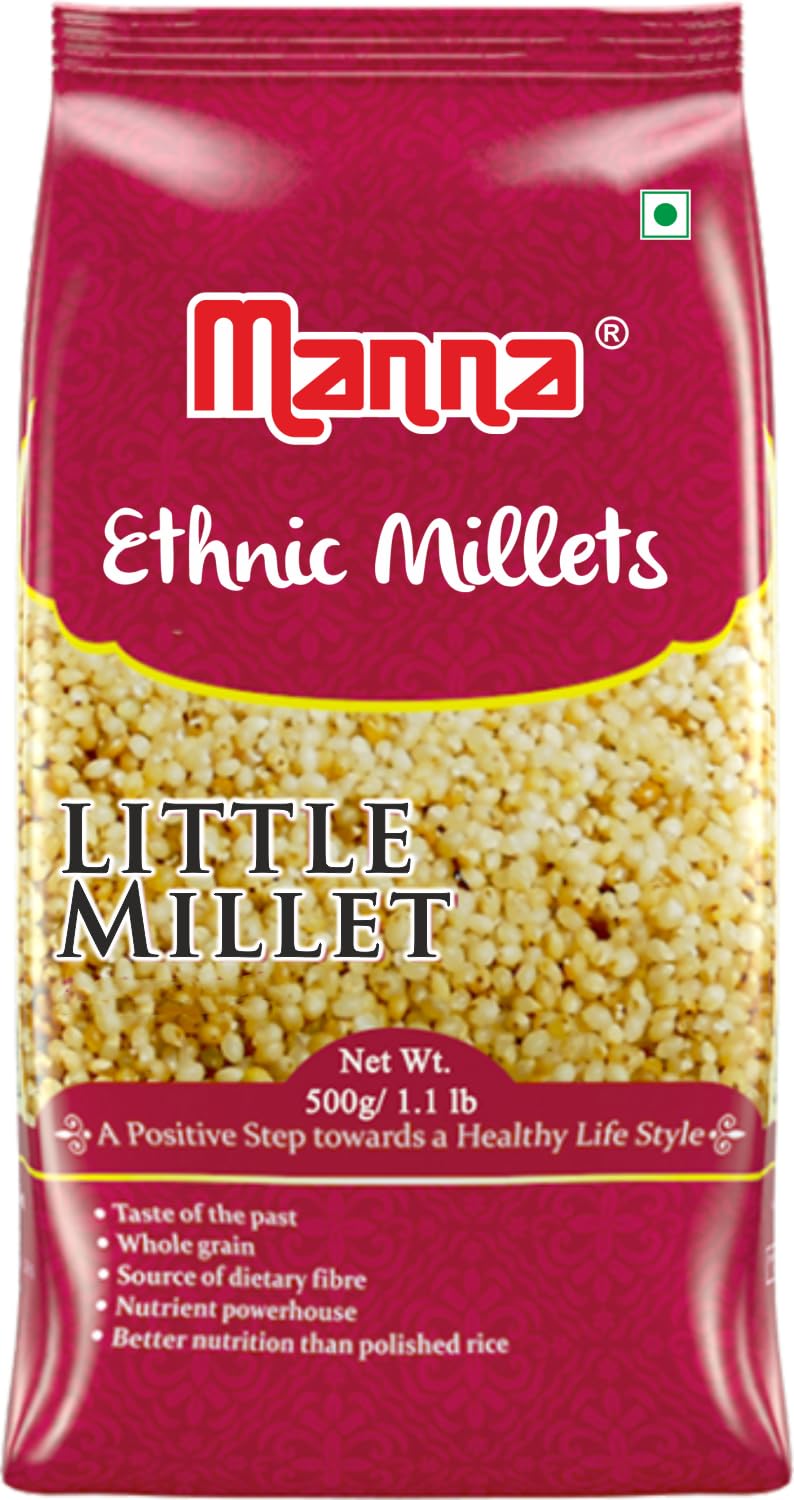 manna ®
Ethnic Millets
LITTLE
MILLET
Net Wt.
500g/ 1.1 lb
A Positive Step towards a Healthy Life Style
• Taste of the past
• Whole grain
• Source of dietary fibre
• Nutrient powerhouse
• Better nutrition than polished rice